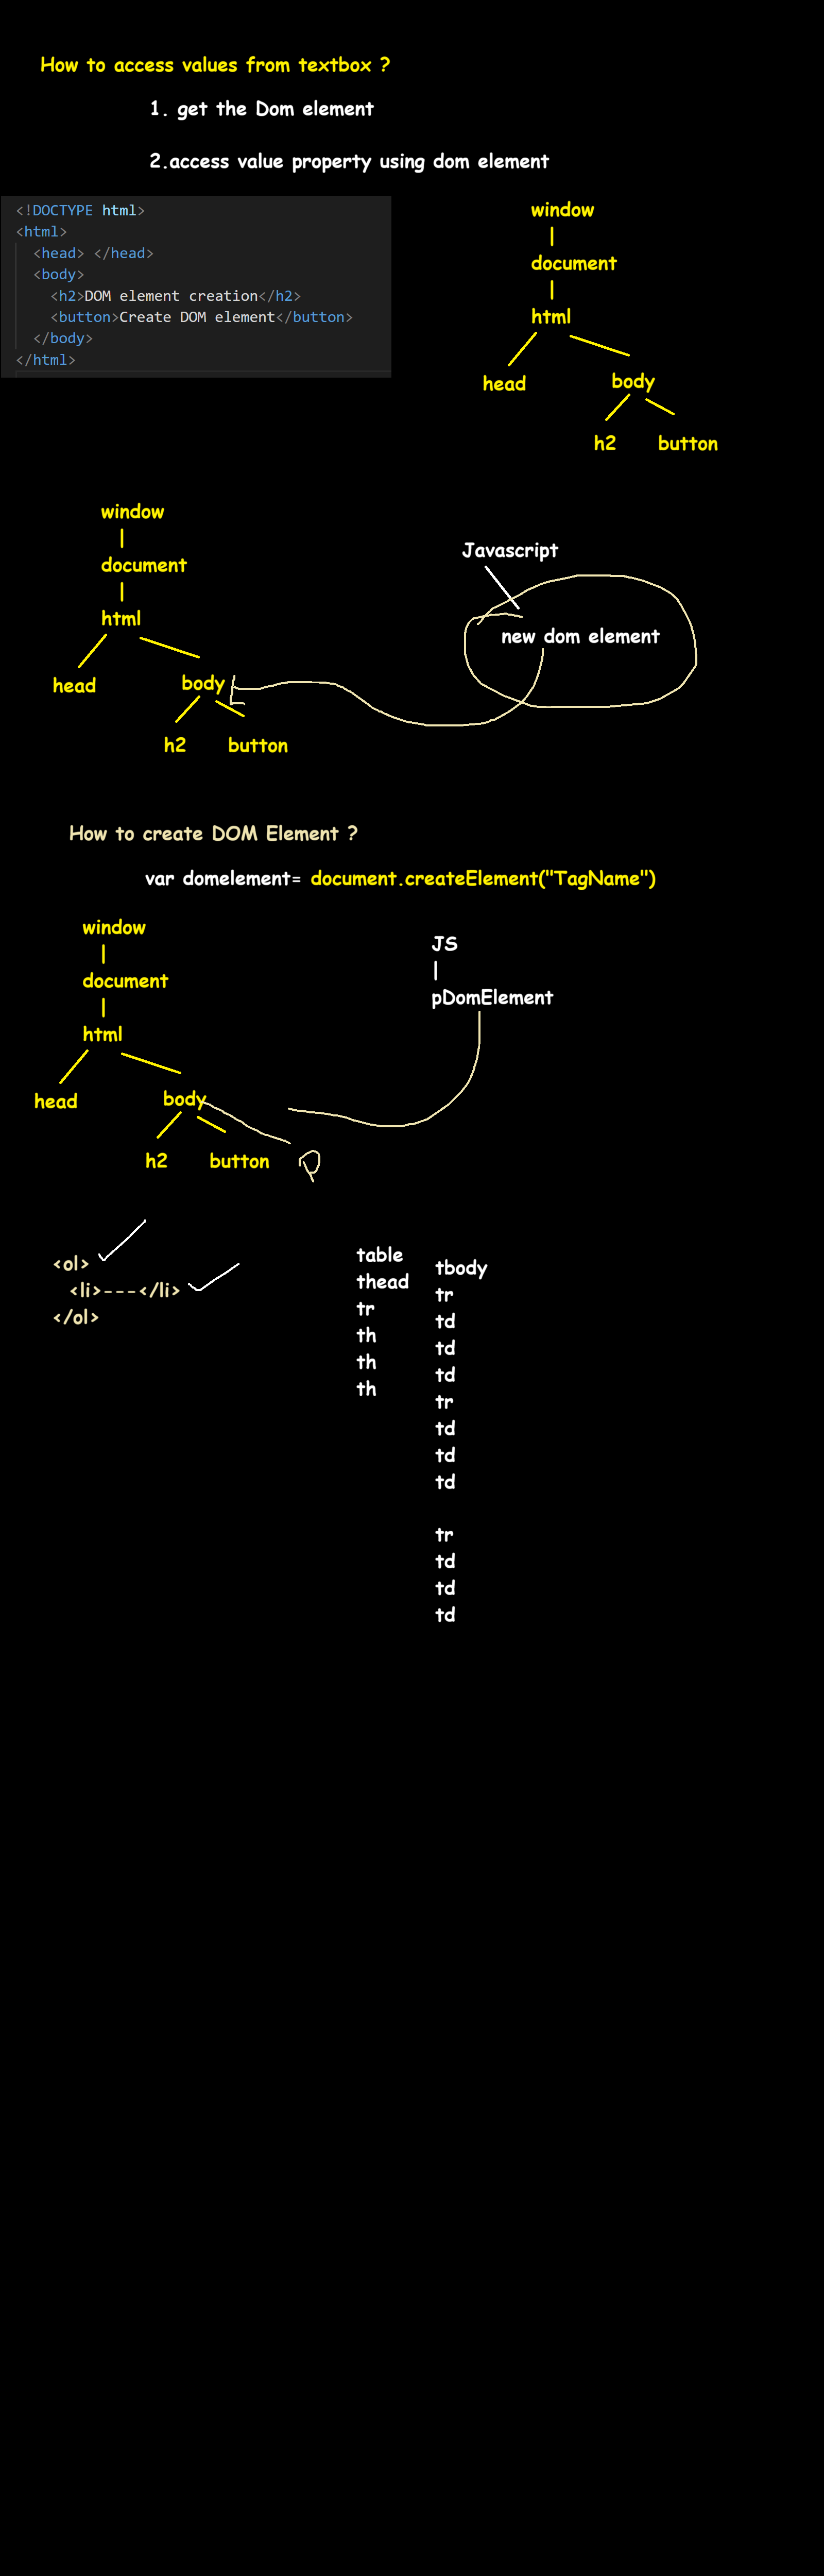 How to access values from textbox ?
1. get the Dom element
2.access value property using dom element
<!DOCTYPE html>
<html>
<head> </head>
<body>
<h2>DOM element creation</h2>
<button>Create DOM element</button>
</body>
</html>
window
|
document
|
html
head body
h2 button
window
|
document
|
html
head body
h2 button
Javascript
new dom element
How to create DOM Element ?
var domelement= document.createElement("TagName")
window
|
document
|
html
head body
h2 button
P
JS
|
pDomElement
<ol>
<li>---</li>
</ol>
table
thead
tr
th
th
th
tbody
tr
td
td
td
tr
td
td
td
tr
td
td
td